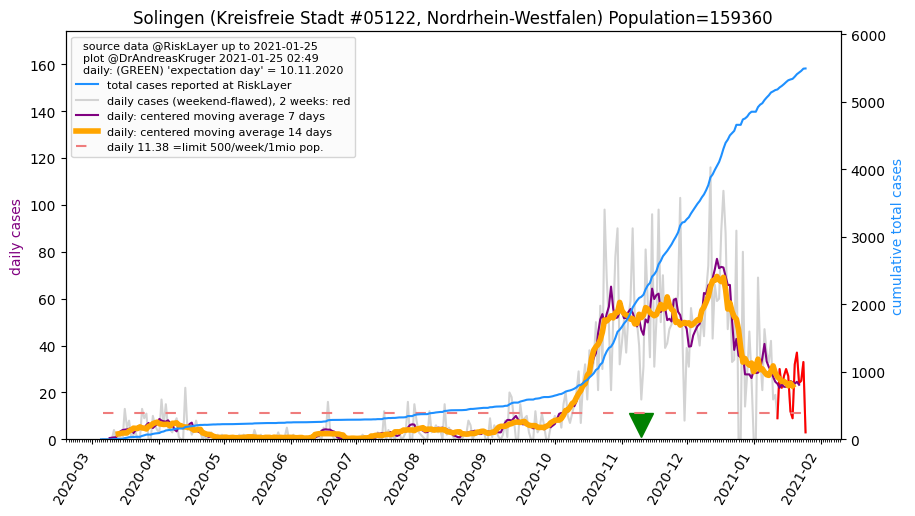 Solingen (Kreisfreie Stadt #05122, Nordrhein-Westfalen) Population=159360
source data @RiskLayer up to 2021-01-25
plot @DrAndreasKruger 2021-01-25 02:49
daily: (GREEN) 'expectation day' = 10.11.2020
total cases reported at RiskLayer
daily cases (weekend-flawed), 2 weeks: red
daily: centered moving average 7 days
daily: centered moving average 14 days
daily 11.38 =limit 500/week/1mio pop.
daily cases
160
140
120
100
80
60
40
20
0
cumulative total cases
6000
5000
4000
3000
2000
1000
0
2020-03
2020-04
2020-05
2020-06
2020-07
2020-08
2020-09
2020-10
2020-11
2020-12
2021-01
2021-02